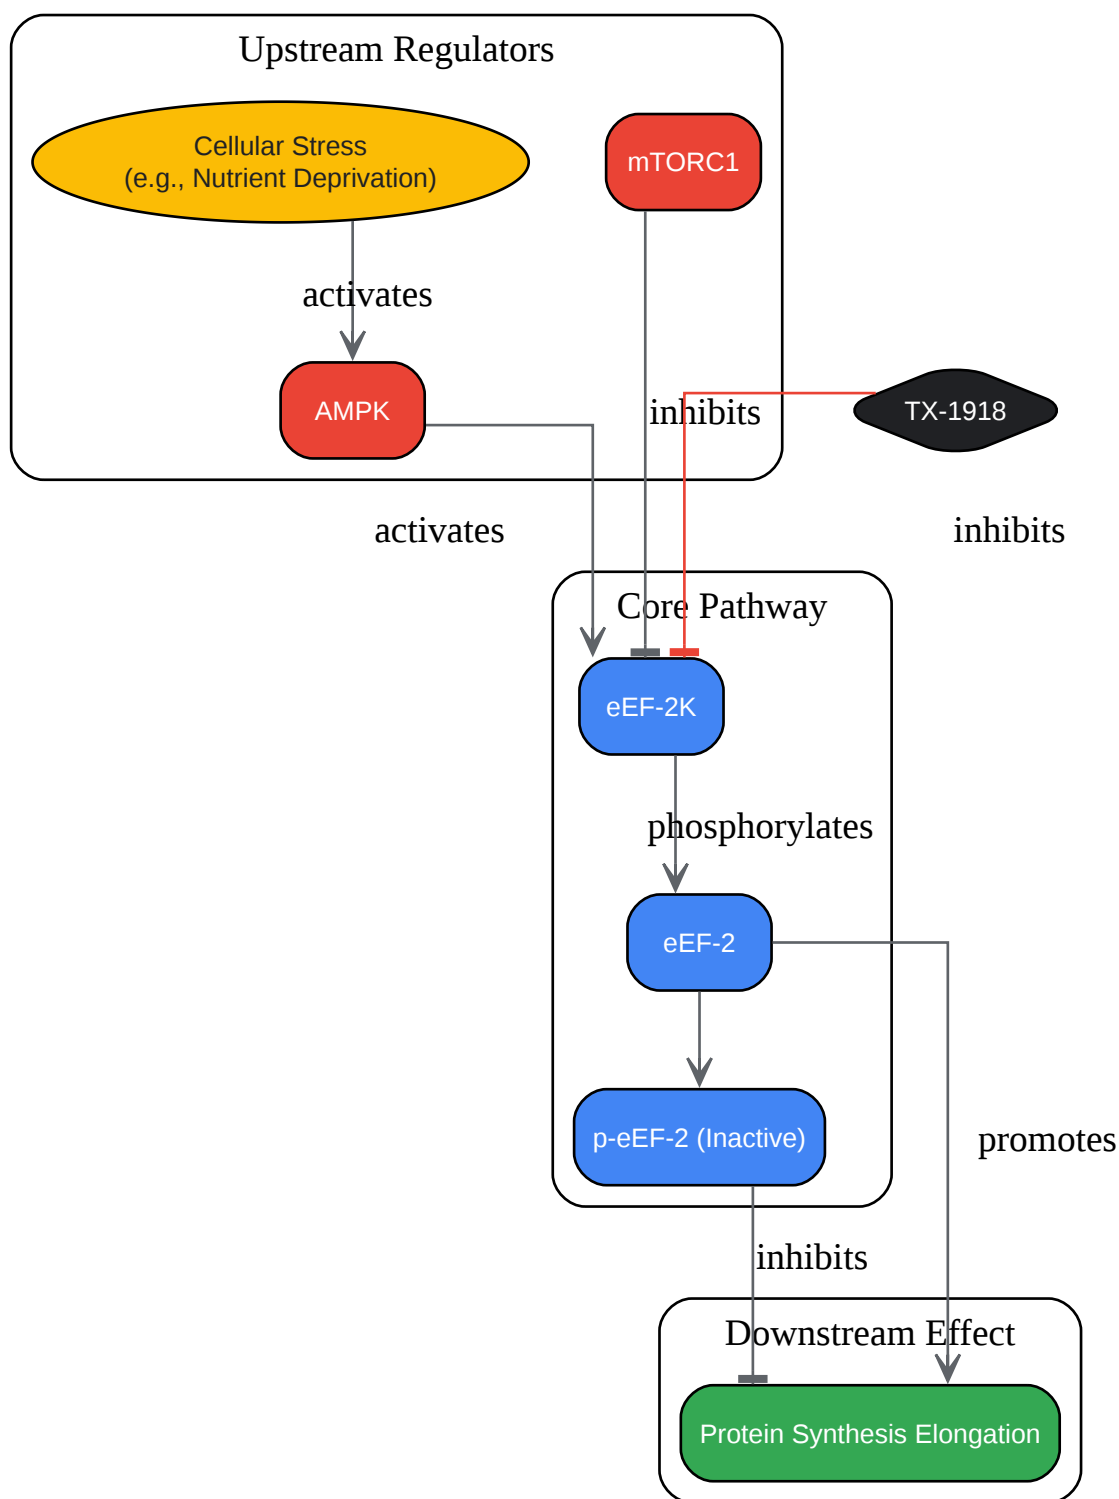 Upstream Regulators
Cellular Stress
(e.g., Nutrient Deprivation)
mTORC1
activates
AMPK
inhibits
TX-1918
activates
inhibits
Core Pathway
eEF-2K
phosphorylates
eEF-2
p-eEF-2 (Inactive)
promotes
inhibits
Downstream Effect
Protein Synthesis Elongation